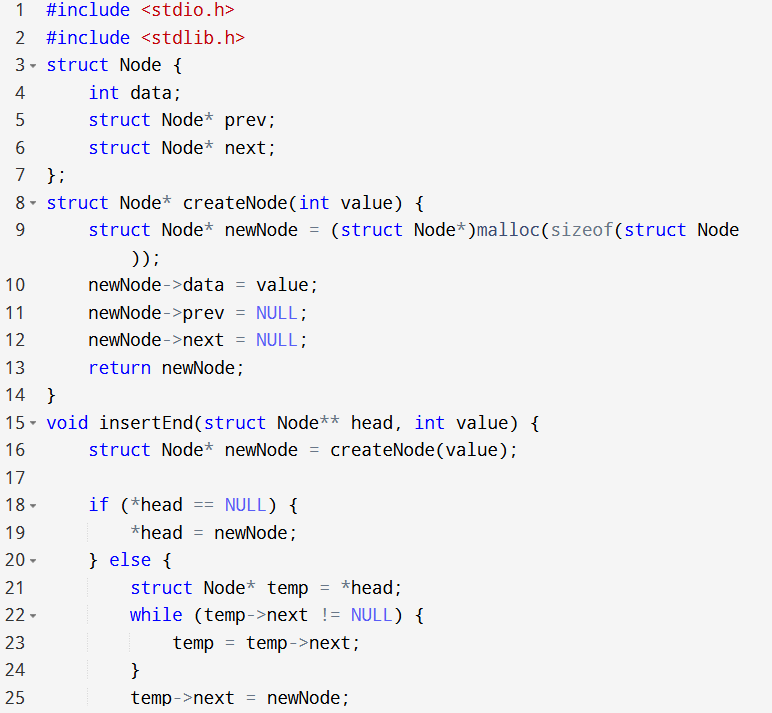 1 #include <stdio.h>
2 #include <stdlib.h>
3 struct Node {
4     int data;
5     struct Node* prev;
6     struct Node* next;
7 };
8 struct Node* createNode(int value) {
9     struct Node* newNode = (struct Node*)malloc(sizeof(struct Node
        ));
10     newNode->data = value;
11     newNode->prev = NULL;
12     newNode->next = NULL;
13     return newNode;
14 }
15 void insertEnd(struct Node** head, int value) {
16     struct Node* newNode = createNode(value);
17
18     if (*head == NULL) {
19         *head = newNode;
20     } else {
21         struct Node* temp = *head;
22         while (temp->next != NULL) {
23             temp = temp->next;
24         }
25         temp->next = newNode;